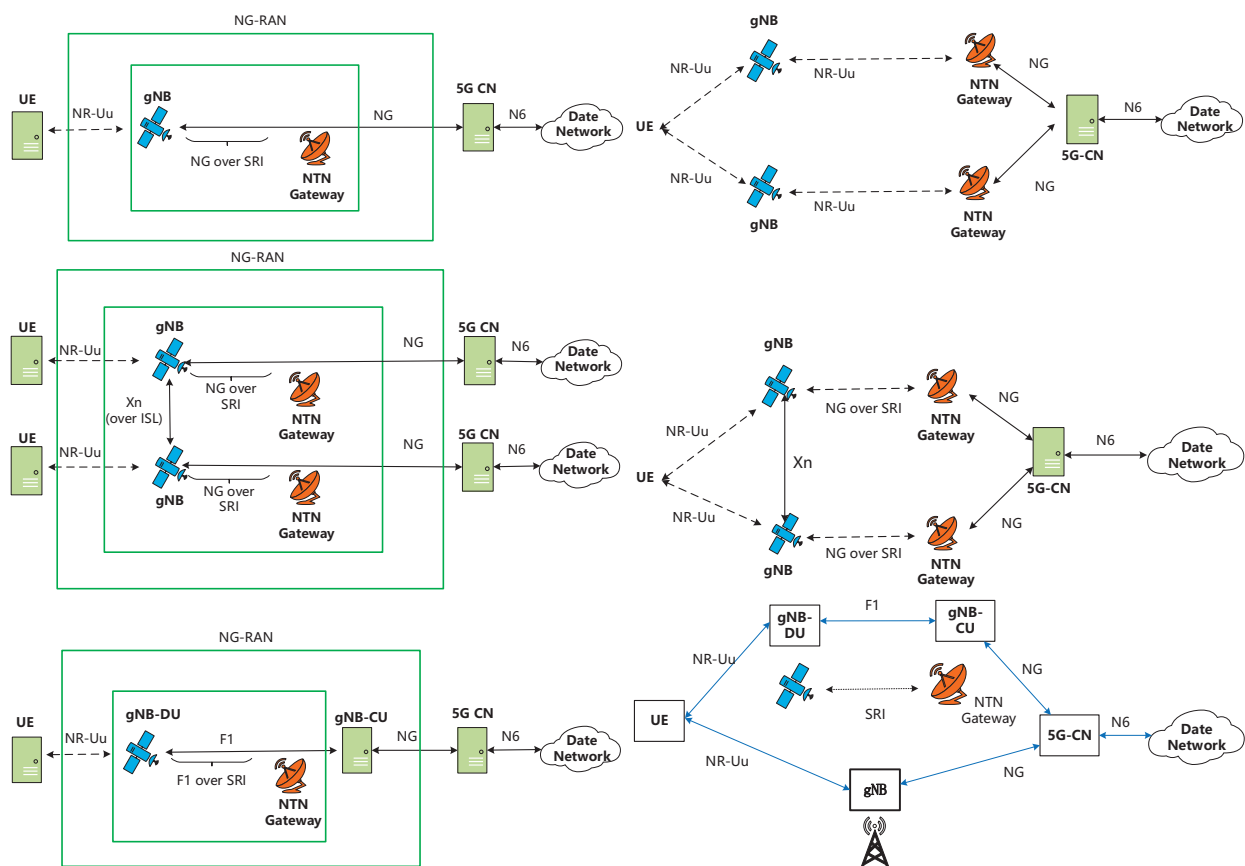 NG-RAN
UE
NR-Uu
gNB
NG over SRI
NTN
Gateway
NG
5G CN
N6
Date
Network
gNB
NR-Uu
NR-Uu
NTN
Gateway
NG
UE
5G-CN
N6
Date
Network
NR-Uu
gNB
NR-Uu
NTN
Gateway
NG
NG-RAN
UE
NR-Uu
gNB
NG over
SRI
NTN
Gateway
NG
5G CN
N6
Date
Network
Xn
(over ISL)
UE
NR-Uu
gNB
NG over
SRI
NTN
Gateway
NG
5G CN
N6
Date
Network
gNB
NR-Uu
NG over SRI
NTN
Gateway
NG
UE
Xn
5G-CN
N6
Date
Network
NR-Uu
gNB
NG over SRI
NTN
Gateway
NG
NG-RAN
UE
NR-Uu
gNB-DU
F1
F1 over SRI
NTN
Gateway
gNB-CU
NG
5G CN
N6
Date
Network
gNB-
DU
F1
gNB-
CU
NR-Uu
NG
SRI
NTN
Gateway
UE
5G-CN
N6
Date
Network
NR-Uu
gNB
NG